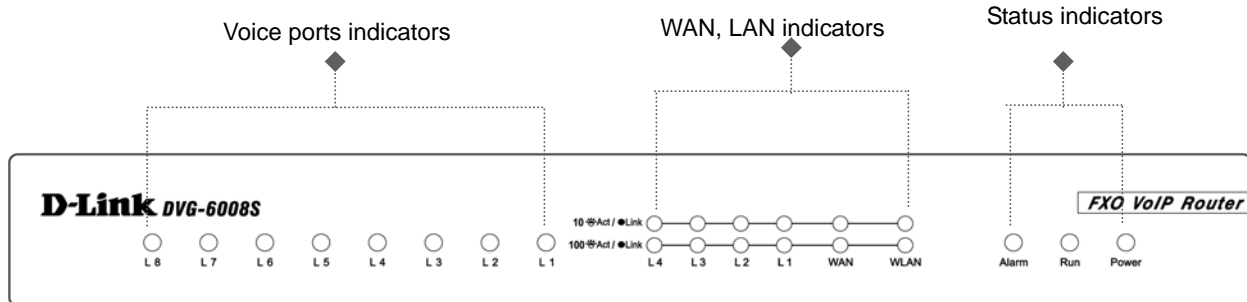 Voice ports indicators
WAN, LAN indicators
Status indicators
D-Link DVG-6008S
FXO VoIP Router
10 Act / ●Link
100 Act / ●Link
L 8 L 7 L 6 L 5 L 4 L 3 L 2 L 1
L 4 L 3 L 2 L 1 WAN WLAN
Alarm Run Power